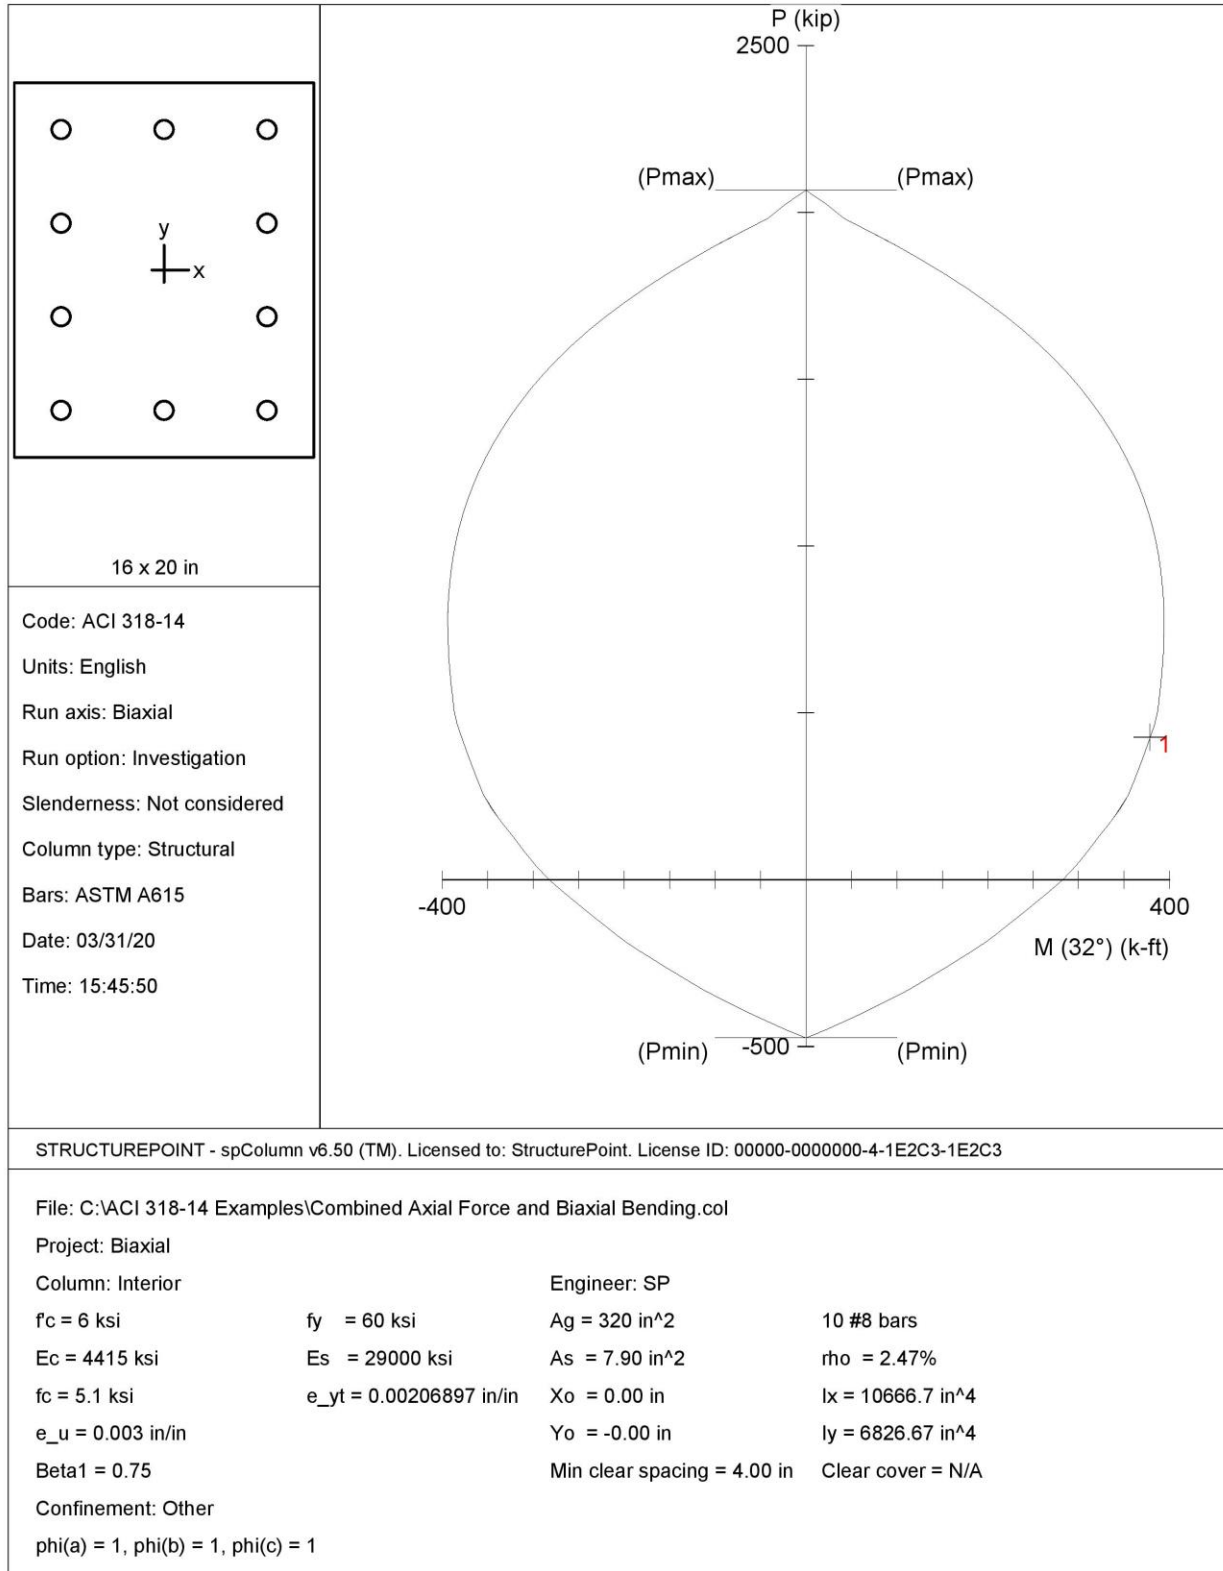 P (kip)
2500
(Pmax)
(Pmax)
y
x
16 x 20 in
Code: ACI 318-14
Units: English
Run axis: Biaxial
Run option: Investigation
Slenderness: Not considered
Column type: Structural
Bars: ASTM A615
Date: 03/31/20
Time: 15:45:50
1
-400
400
M (32°) (k-ft)
(Pmin)
-500
(Pmin)
STRUCTUREPOINT - spColumn v6.50 (TM). Licensed to: StructurePoint. License ID: 00000-0000000-4-1E2C3-1E2C3
File: C:\ACI 318-14 Examples\Combined Axial Force and Biaxial Bending.col
Project: Biaxial
Column: Interior Engineer: SP
f'c = 6 ksi fy = 60 ksi Ag = 320 in^2 10 #8 bars
Ec = 4415 ksi Es = 29000 ksi As = 7.90 in^2 rho = 2.47%
fc = 5.1 ksi e_yt = 0.00206897 in/in Xo = 0.00 in Ix = 10666.7 in^4
e_u = 0.003 in/in Yo = -0.00 in Iy = 6826.67 in^4
Beta1 = 0.75 Min clear spacing = 4.00 in Clear cover = N/A
Confinement: Other
phi(a) = 1, phi(b) = 1, phi(c) = 1